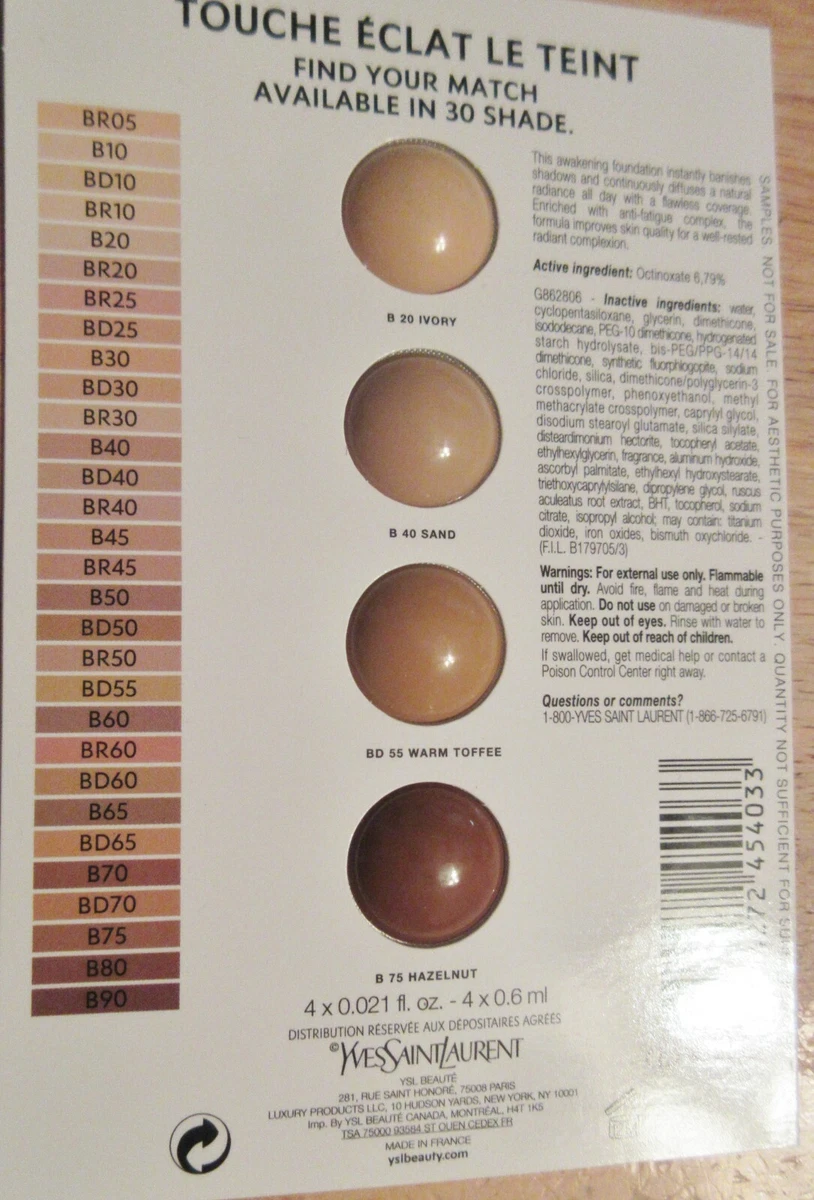 TOUCHE ÉCLAT LE TEINT
FIND YOUR MATCH
AVAILABLE IN 30 SHADE.
BR05
B10
BD10
BR10
B20
BR20
BR25
BD25
B30
BD30
BR30
B40
BD40
BR40
B45
BR45
B50
BD50
BR50
BD55
B60
BR60
BD60
B65
BD65
B70
BD70
B75
B80
B90
B 20 IVORY
B 40 SAND
BD 55 WARM TOFFEE
B 75 HAZELNUT
This awakening foundation instantly banishes
shadows and continuously diffuses a natural
radiance all day with a flawless coverage.
Enriched with anti-fatigue complex, the
formula improves skin quality for a well-rested
radiant complexion.
Active ingredient: Octinoxate 6,79%
G862806 - Inactive ingredients: water,
cyclopentasiloxane, glycerin, dimethicone,
isododecane, PEG-10 dimethicone, hydrogenated
starch hydrolysate, bis-PEG/PPG-14/14
dimethicone, synthetic fluorphlogopite, sodium
chloride, silica, dimethicone/polyglycerin-3
crosspolymer, phenoxyethanol, methyl
methacrylate crosspolymer, caprylyl glycol,
disodium stearoyl glutamate, silica silylate,
disteardimonium hectorite, tocopheryl acetate,
ethylhexylglycerin, fragrance, aluminum hydroxide,
ascorbyl palmitate, ethylhexyl hydroxystearate,
triethoxycaprylylsilane, dipropylene glycol, ruscus
aculeatus root extract, BHT, tocopherol, sodium
citrate, isopropyl alcohol; may contain: titanium
dioxide, iron oxides, bismuth oxychloride. -
(F.I.L. B179705/3)
Warnings: For external use only. Flammable
until dry. Avoid fire, flame and heat during
application. Do not use on damaged or broken
skin. Keep out of eyes. Rinse with water to
remove. Keep out of reach of children.
If swallowed, get medical help or contact a
Poison Control Center right away.
Questions or comments?
1-800-YVES SAINT LAURENT (1-866-725-6791)
SAMPLES NOT FOR SALE. FOR AESTHETIC PURPOSES ONLY. QUANTITY NOT SUFFICIENT FOR
454033
4 x 0.021 fl. oz. - 4 x 0.6 ml
DISTRIBUTION RÉSERVÉE AUX DÉPOSITAIRES AGRÉÉS
©YVESSAINTLAURENT
YSL BEAUTÉ
281, RUE SAINT HONORÉ, 75008 PARIS
LUXURY PRODUCTS LLC, 10 HUDSON YARDS, NEW YORK, NY 10001
Imp. By YSL BEAUTÉ CANADA, MONTRÉAL, H4T 1K5
TSA 75000 93584 ST OUEN CEDEX FR
MADE IN FRANCE
yslbeauty.com